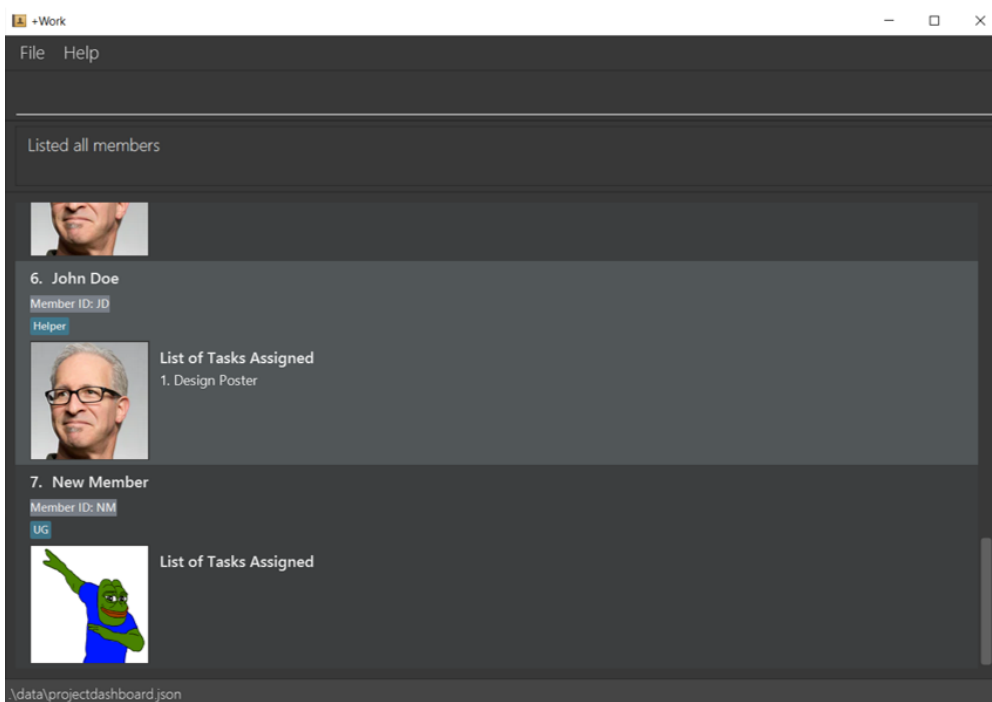 +Work
File Help
Listed all members
6. John Doe
Member ID: JD
Helper
List of Tasks Assigned
1. Design Poster
7. New Member
Member ID: NM
UG
List of Tasks Assigned
.\data\projectdashboard.json